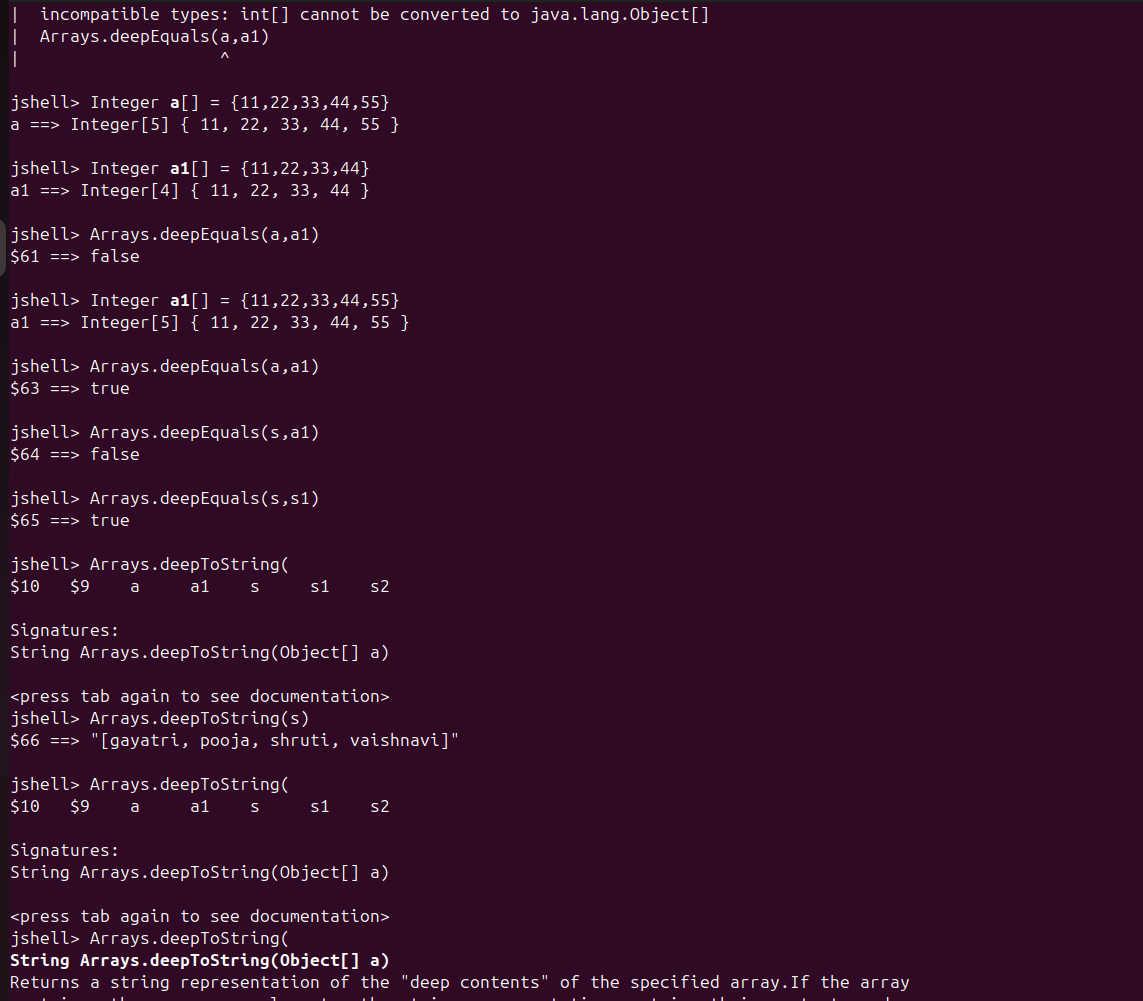 |  incompatible types: int[] cannot be converted to java.lang.Object[]
|  Arrays.deepEquals(a,a1)
|                    ^
jshell> Integer a[] = {11,22,33,44,55}
a ==> Integer[5] { 11, 22, 33, 44, 55 }
jshell> Integer a1[] = {11,22,33,44}
a1 ==> Integer[4] { 11, 22, 33, 44 }
jshell> Arrays.deepEquals(a,a1)
$61 ==> false
jshell> Integer a1[] = {11,22,33,44,55}
a1 ==> Integer[5] { 11, 22, 33, 44, 55 }
jshell> Arrays.deepEquals(a,a1)
$63 ==> true
jshell> Arrays.deepEquals(s,a1)
$64 ==> false
jshell> Arrays.deepEquals(s,s1)
$65 ==> true
jshell> Arrays.deepToString(
$10   $9    a     a1    s     s1    s2
Signatures:
String Arrays.deepToString(Object[] a)
<press tab again to see documentation>
jshell> Arrays.deepToString(s)
$66 ==> "[gayatri, pooja, shruti, vaishnavi]"
jshell> Arrays.deepToString(
$10   $9    a     a1    s     s1    s2
Signatures:
String Arrays.deepToString(Object[] a)
<press tab again to see documentation>
jshell> Arrays.deepToString(
String Arrays.deepToString(Object[] a)
Returns a string representation of the "deep contents" of the specified array.If the array